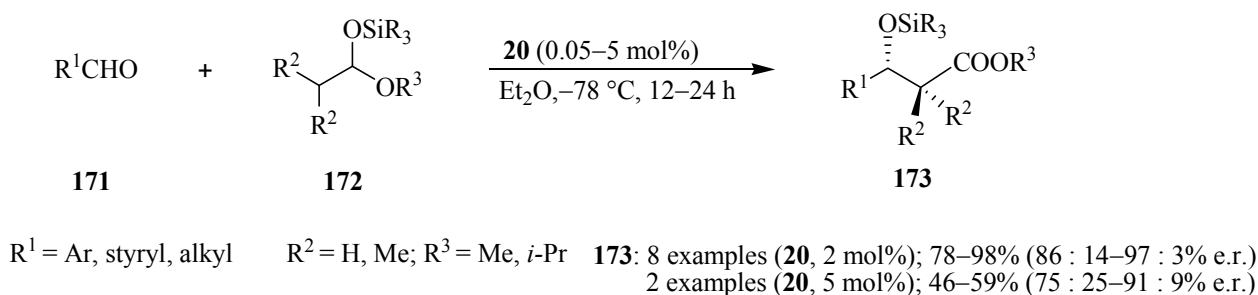 OSiR3
OSiR3
R1CHO + R2 OR3 20 (0.05–5 mol%) R1 COOR3
R2 Et2O,–78 °C, 12–24 h R2 R2
171 172 173
R1 = Ar, styryl, alkyl R2 = H, Me; R3 = Me, i-Pr 173: 8 examples (20, 2 mol%); 78–98% (86 : 14–97 : 3% e.r.)
2 examples (20, 5 mol%); 46–59% (75 : 25–91 : 9% e.r.)